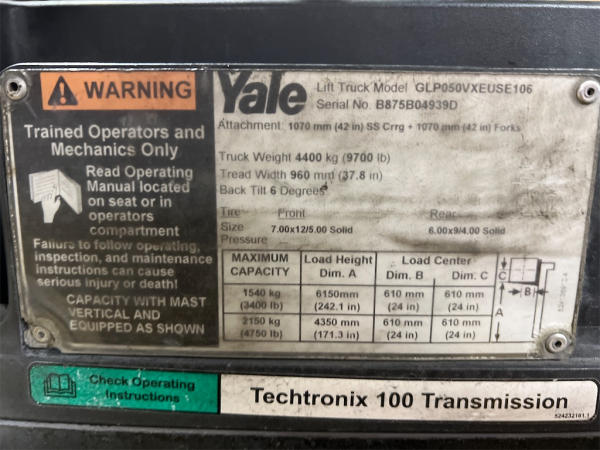 WARNING
Trained Operators and
Mechanics Only
Read Operating
Manual located
on seat or in
operators
compartment
Failure to follow operating,
inspection, and maintenance
instructions can cause
serious injury or death!
CAPACITY WITH MAST
VERTICAL AND
EQUIPPED AS SHOWN
Yale
Lift Truck Model GLP050VXEUSE106
Serial No. B875B04939D
Attachment 1070 mm (42 in) SS Crrg + 1070 mm (42 in) Forks
Truck Weight 4400 kg (9700 lb)
Tread Width 960 mm (37.8 in)
Back Tilt 6 Degrees
Tire Front Rear
Size 7.00x12/5.00 Solid 6.00x9/4.00 Solid
Pressure
MAXIMUM CAPACITY Load Height Dim. A Load Center Dim. B Dim. C
1540 kg (3400 lb) 6150mm (242.1 in) 610 mm (24 in) 610 mm (24 in)
2150 kg (4750 lb) 4350 mm (171.3 in) 610 mm (24 in) 610 mm (24 in)
C
B
A
Check Operating
Instructions
Techtronix 100 Transmission
524232101.1